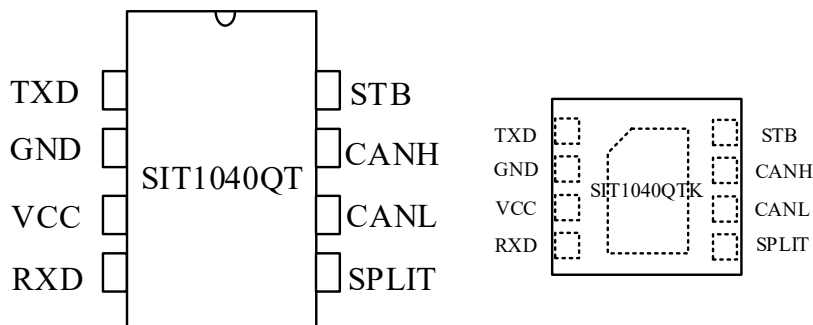 TXD
GND
VCC
RXD
SIT1040QT
STB
CANH
CANL
SPLIT
TXD
GND
VCC
RXD
SIT1040QTK
STB
CANH
CANL
SPLIT